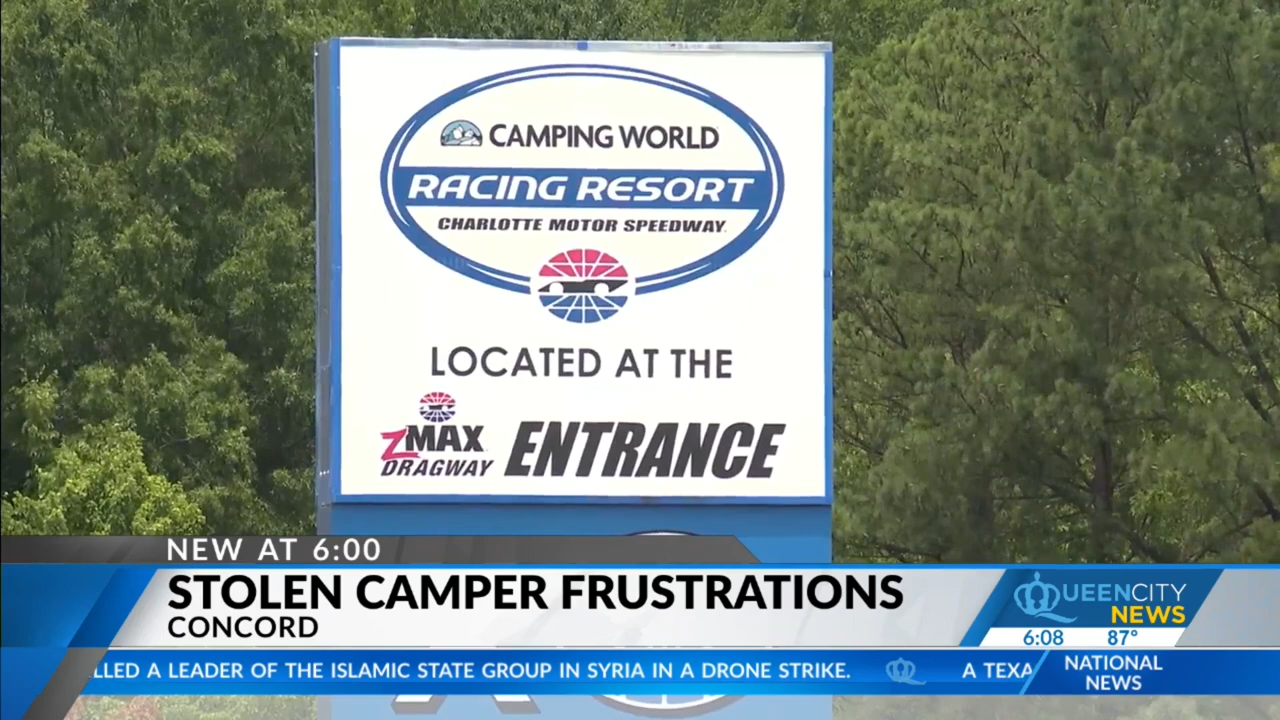 CAMPING WORLD
RACING RESORT
CHARLOTTE MOTOR SPEEDWAY
LOCATED AT THE
ZMAX
DRAGWAY
ENTRANCE
NEW AT 6:00
STOLEN CAMPER FRUSTRATIONS
CONCORD
QUEEN CITY
NEWS
6:08 87°
LLED A LEADER OF THE ISLAMIC STATE GROUP IN SYRIA IN A DRONE STRIKE. A TEXA
NATIONAL
NEWS